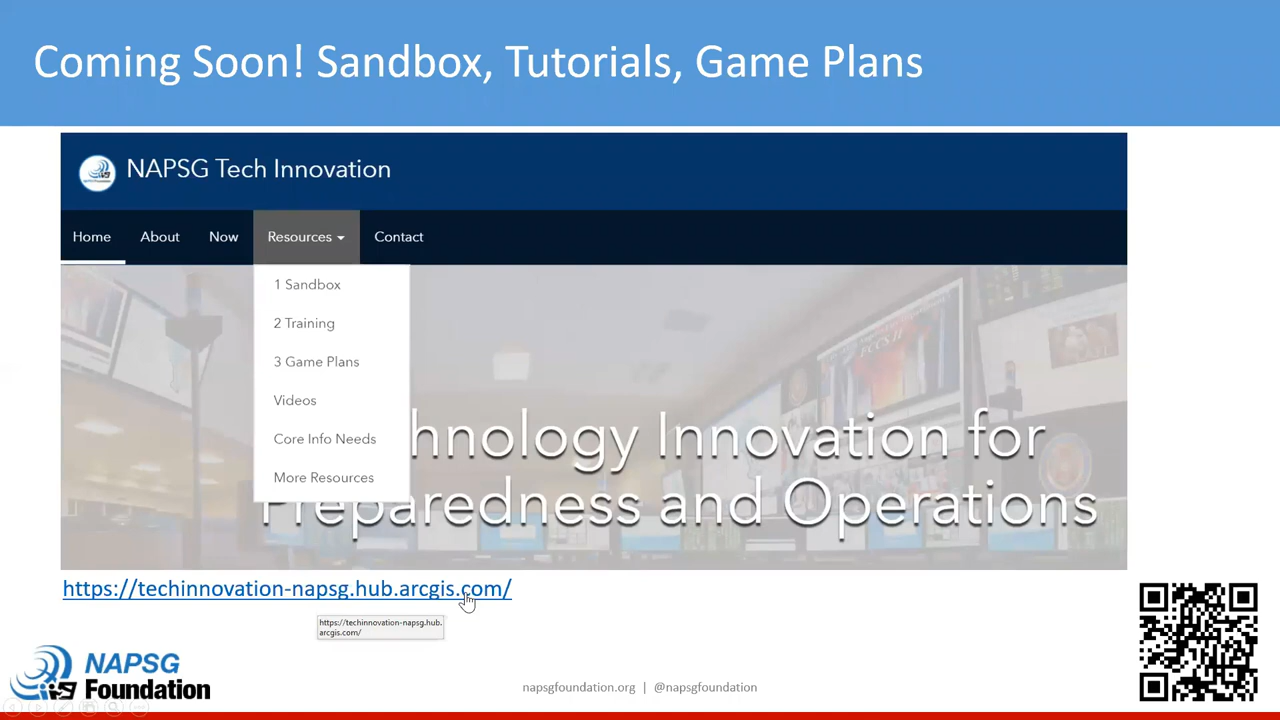 Coming Soon! Sandbox, Tutorials, Game Plans
NAPSG Tech Innovation
Home About Now Resources Contact
1 Sandbox
2 Training
3 Game Plans
Videos
Core Info Needs
More Resources
hnology Innovation for
Preparedness and Operations
https://techinnovation-napsg.hub.arcgis.com/
https://techinnovation-napsg.hub.
arcgis.com/
NAPSG
Foundation
napsgfoundation.org | @napsgfoundation